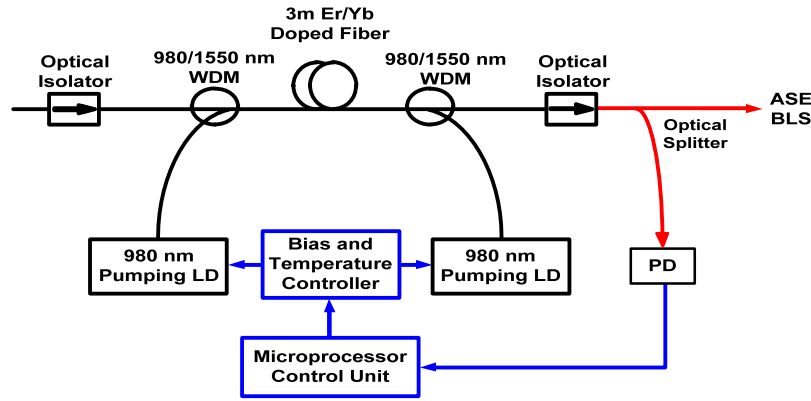 3m Er/Yb
Doped Fiber
Optical
Isolator
980/1550 nm
WDM
980/1550 nm
WDM
Optical
Isolator
ASE
BLS
Optical
Splitter
980 nm
Pumping LD
Bias and
Temperature
Controller
980 nm
Pumping LD
PD
Microprocessor
Control Unit